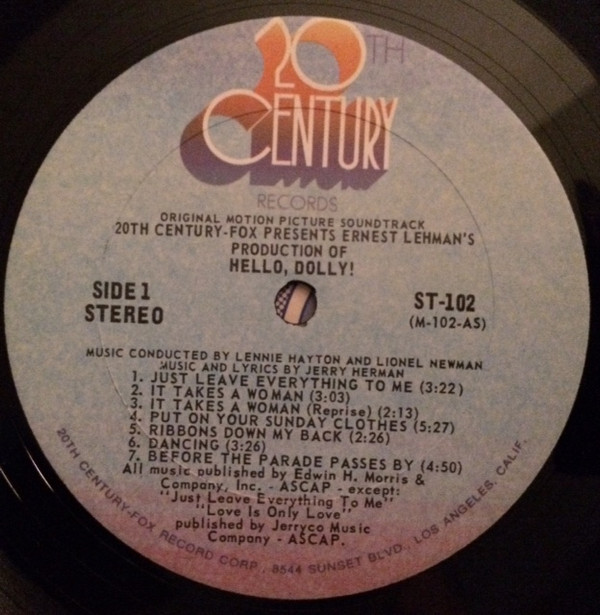 20TH
CENTURY
RECORDS
ORIGINAL MOTION PICTURE SOUNDTRACK
20TH CENTURY-FOX PRESENTS ERNEST LEHMAN'S
PRODUCTION OF
HELLO, DOLLY!
SIDE 1
STEREO
ST-102
(M-102-AS)
MUSIC CONDUCTED BY LENNIE HAYTON AND LIONEL NEWMAN
MUSIC AND LYRICS BY JERRY HERMAN
1. JUST LEAVE EVERYTHING TO ME (3:22)
2. IT TAKES A WOMAN (3:03)
3. IT TAKES A WOMAN (Reprise) (2:13)
4. PUT ON YOUR SUNDAY CLOTHES (5:27)
5. RIBBONS DOWN MY BACK (2:26)
6. DANCING (3:26)
7. BEFORE THE PARADE PASSES BY (4:50)
All music published by Edwin H. Morris &
Company, Inc. - ASCAP - except:
"Just Leave Everything To Me"
"Love Is Only Love"
published by Jerryco Music
Company - ASCAP.
20TH CENTURY-FOX RECORD CORP., 8544 SUNSET BLVD., LOS ANGELES, CALIF.